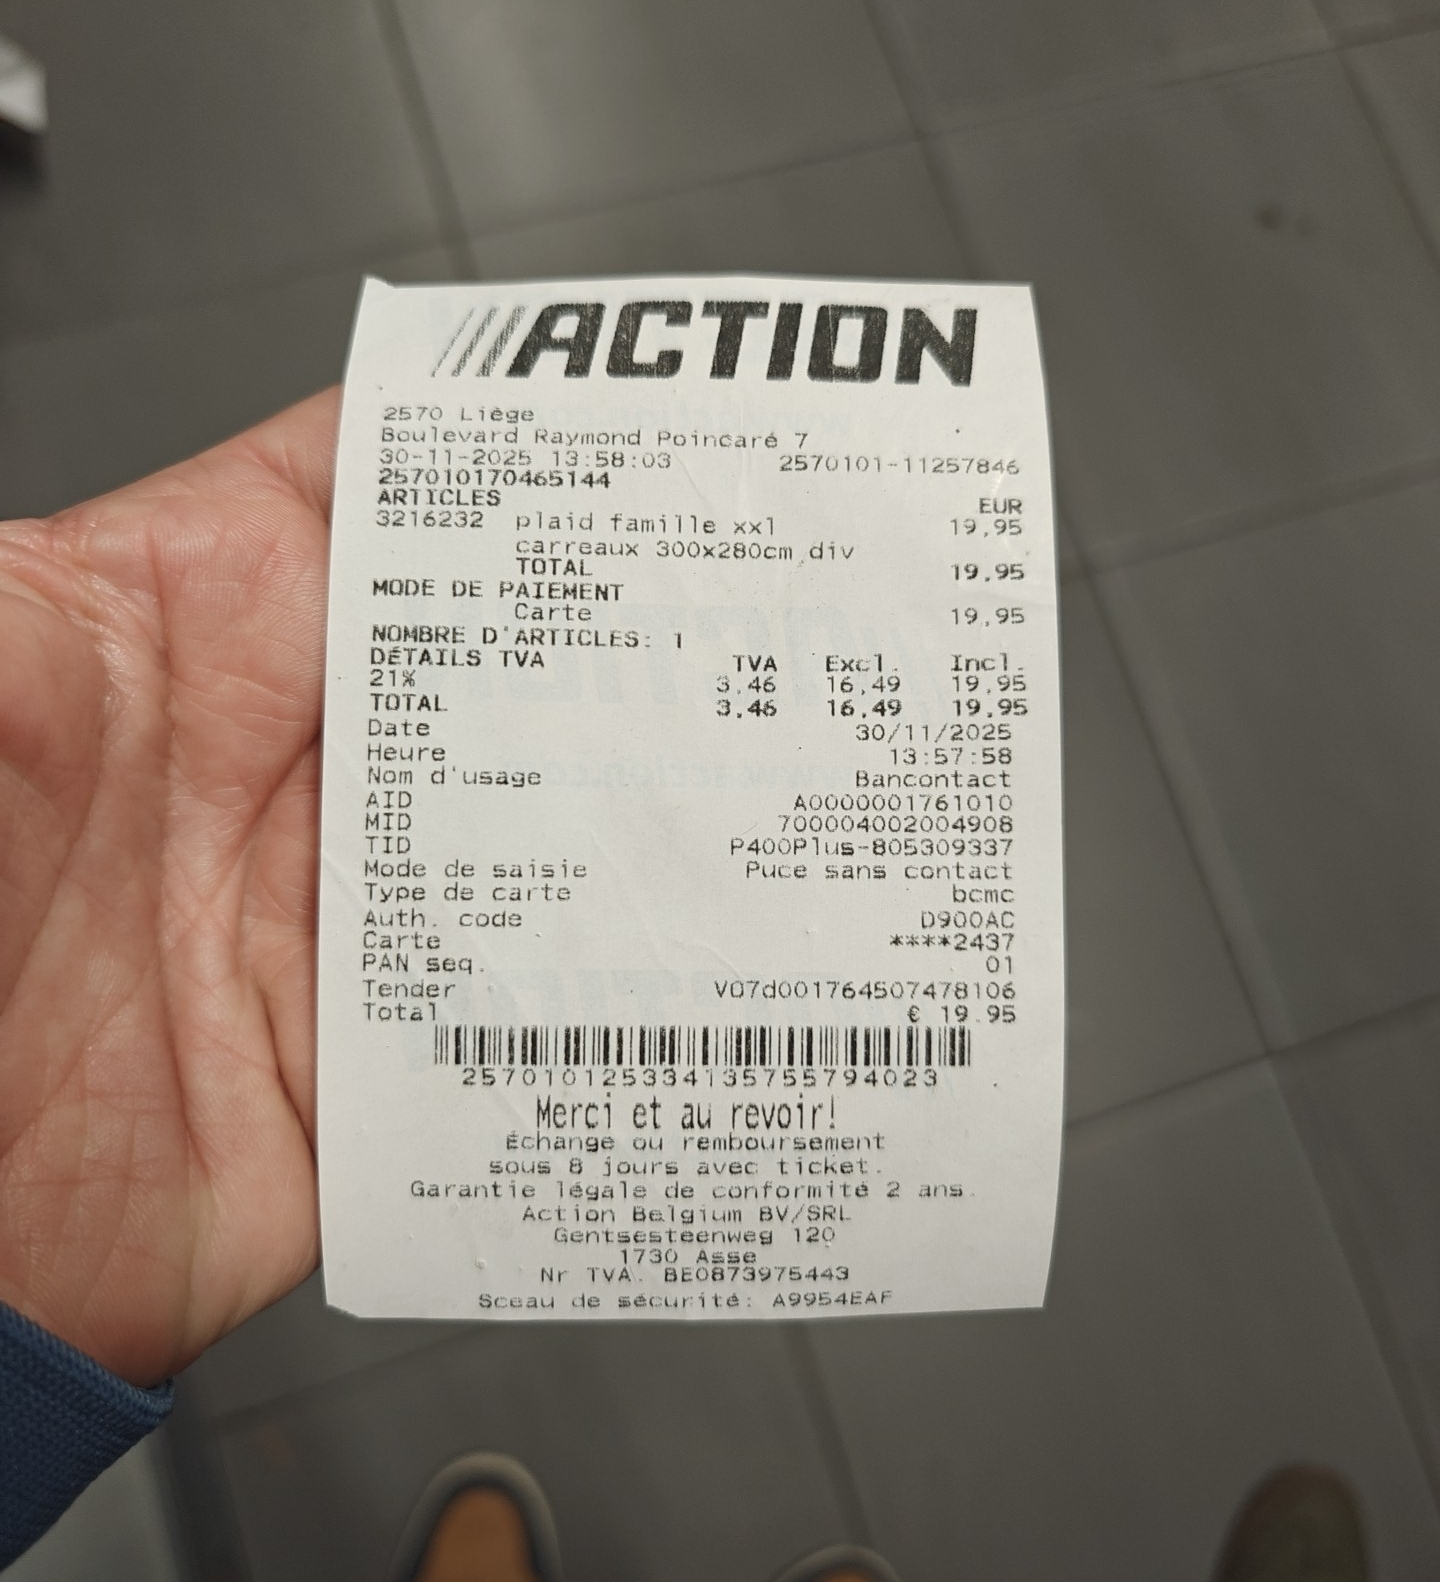 ACTION
2570 Liège
Boulevard Raymond Poincaré 7
30-11-2025 13:58:03 2570101-11257846
257010170465144
ARTICLES EUR
3216232 plaid famille xxl 19,95
carreaux 300x280cm div
TOTAL 19,95
MODE DE PAIEMENT
Carte 19,95
NOMBRE D'ARTICLES: 1
DÉTAILS TVA TVA Excl. Incl.
21% 3,46 16,49 19,95
TOTAL 3,46 16,49 19,95
Date 30/11/2025
Heure 13:57:58
Nom d'usage Bancontact
AID A0000001761010
MID 700004002004908
TID P400Plus-805309337
Mode de saisie Puce sans contact
Type de carte bcmc
Auth. code D900AC
Carte ****2437
PAN seq. 01
Tender V07d001764507478106
Total € 19.95
257010125334135755794023
Merci et au revoir!
Échange ou remboursement
sous 8 jours avec ticket.
Garantie légale de conformité 2 ans.
Action Belgium BV/SRL
Gentsesteenweg 120
1730 Asse
Nr TVA. BE0873975443
Sceau de sécurité: A9954EAF